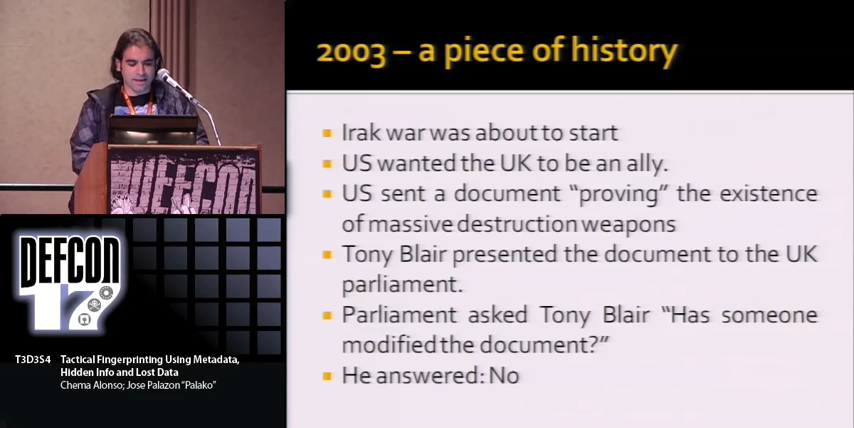 2003 – a piece of history
Irak war was about to start
US wanted the UK to be an ally.
US sent a document “proving” the existence
of massive destruction weapons
Tony Blair presented the document to the UK
parliament.
Parliament asked Tony Blair “Has someone
modified the document?”
He answered: No
DEFCON
DEFCON
17
T3D3S4 Tactical Fingerprinting Using Metadata,
Hidden Info and Lost Data
Chema Alonso; Jose Palazon “Palako”